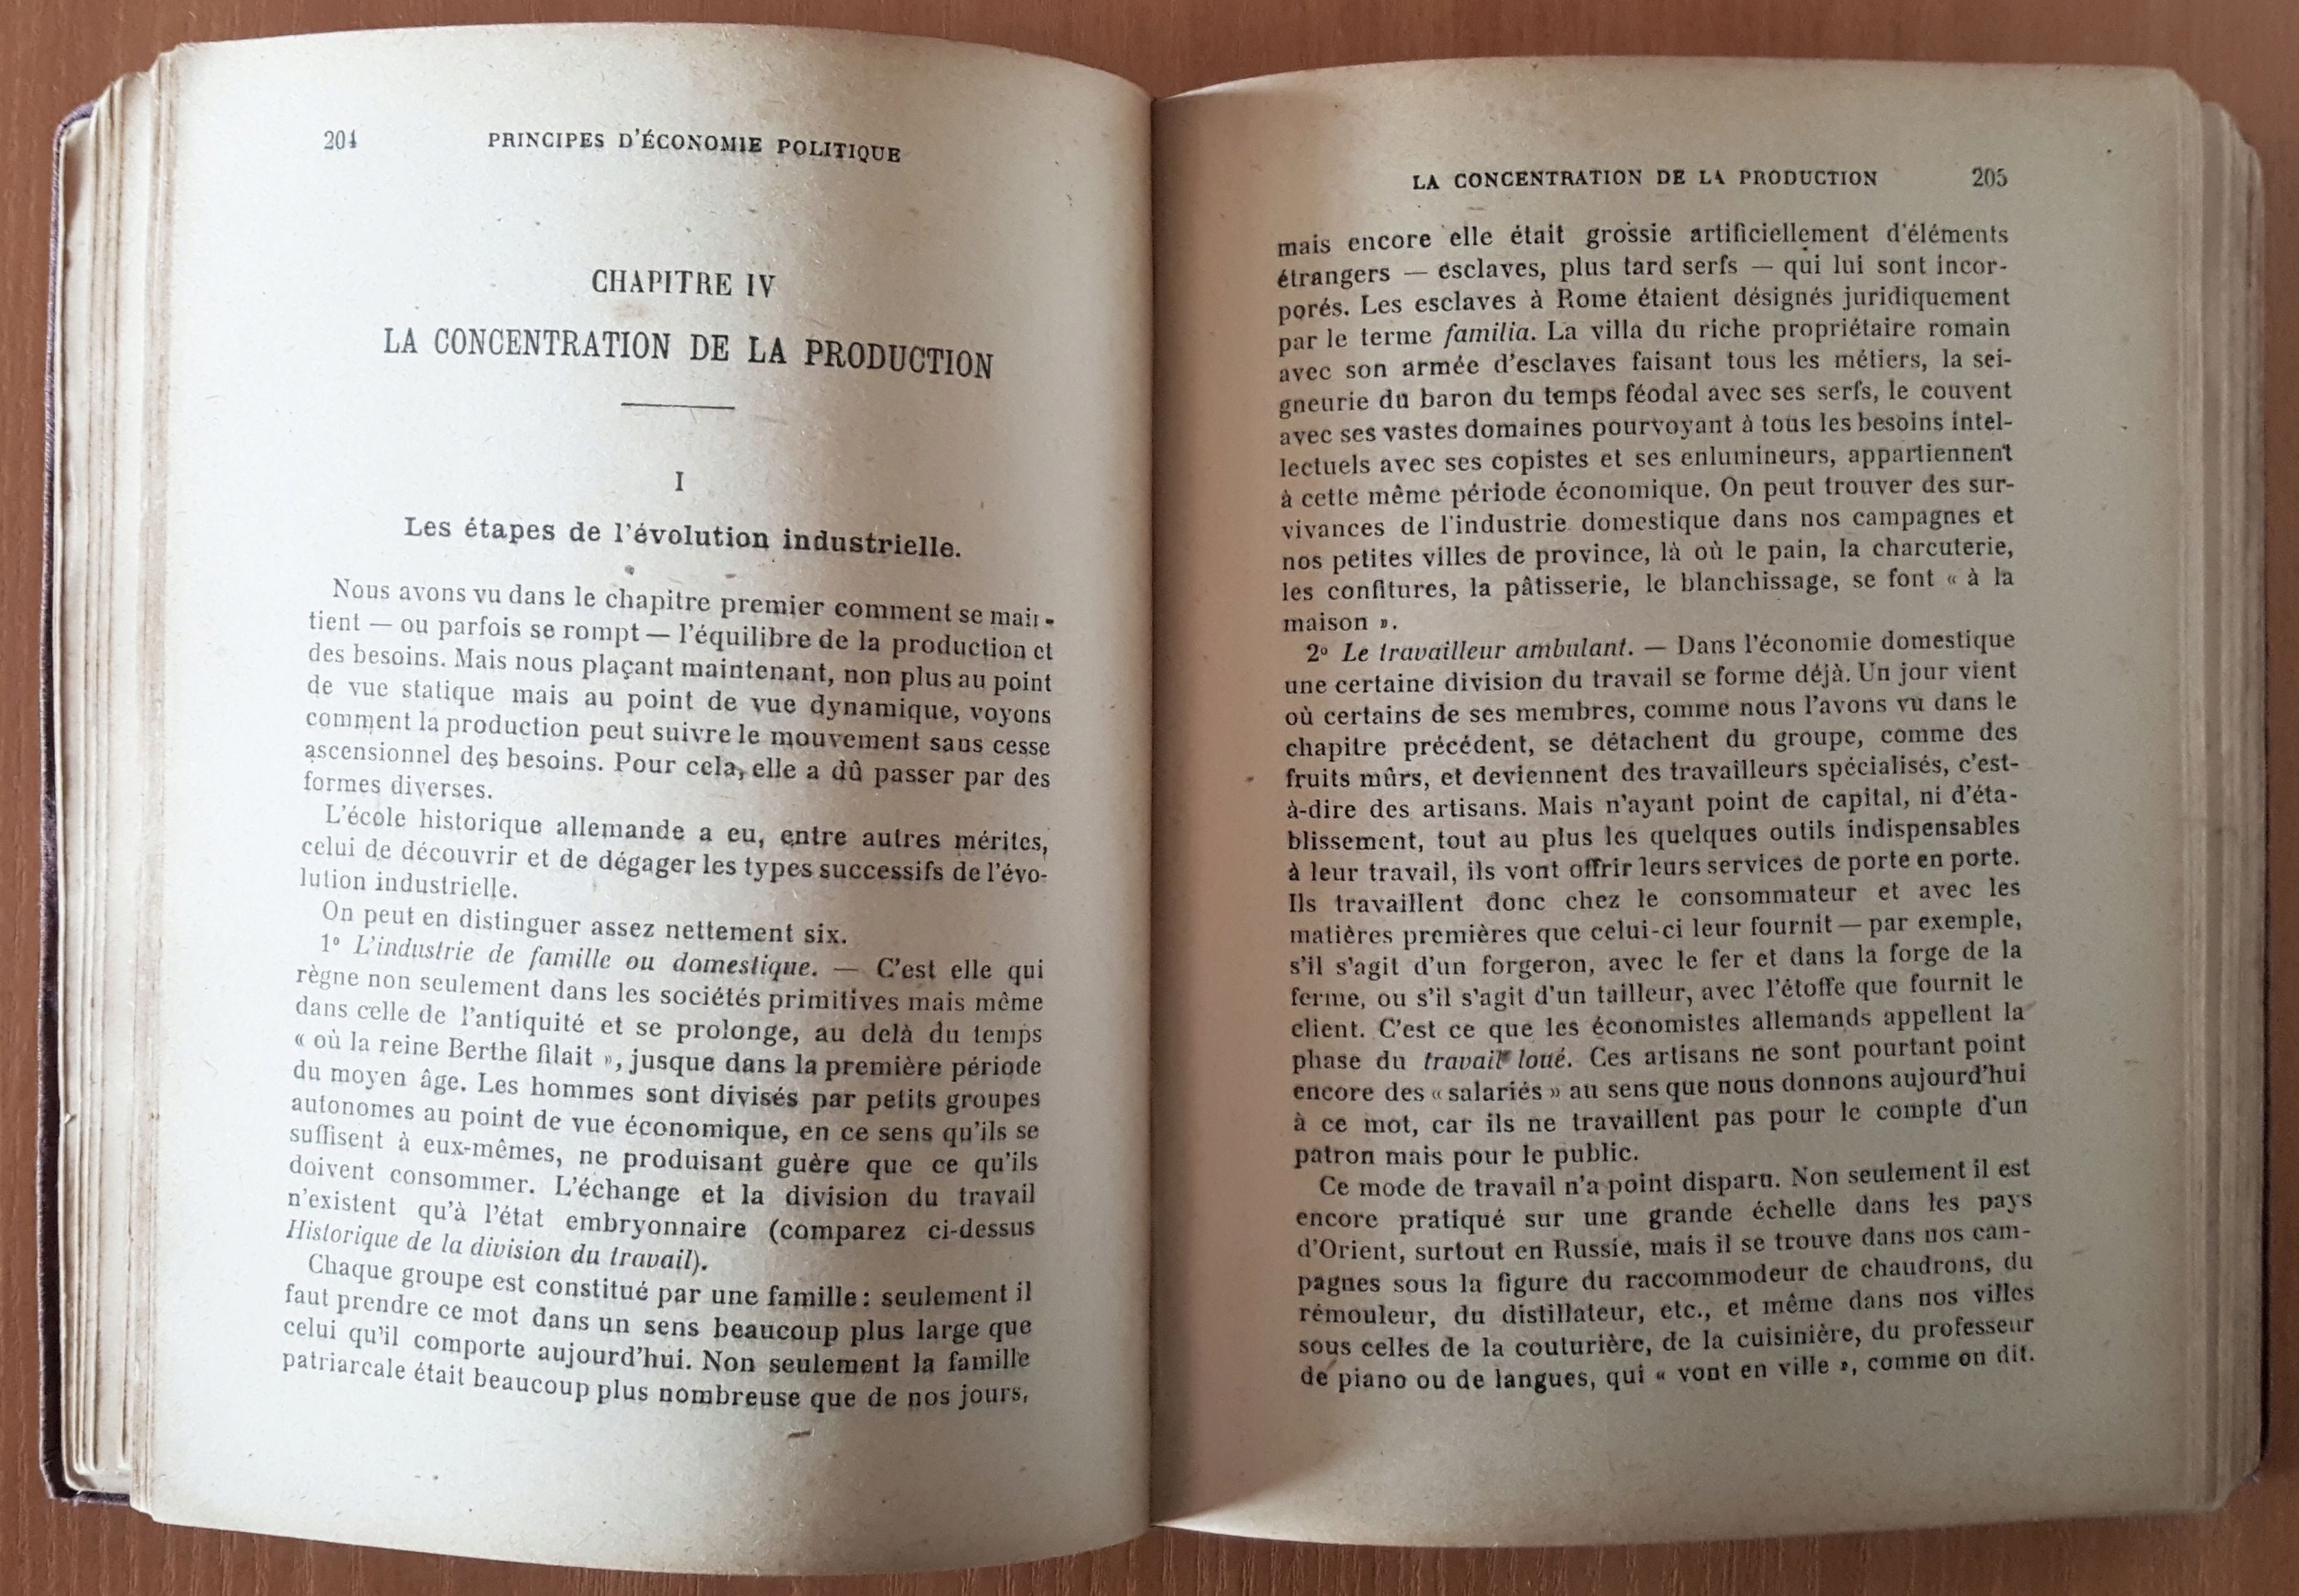 204
PRINCIPES D'ÉCONOMIE POLITIQUE
CHAPITRE IV
LA CONCENTRATION DE LA PRODUCTION
I
Les étapes de l'évolution industrielle.
Nous avons vu dans le chapitre premier comment se main-
tient — ou parfois se rompt — l'équilibre de la production et
des besoins. Mais nous plaçant maintenant, non plus au point
de vue statique mais au point de vue dynamique, voyons
comment la production peut suivre le mouvement sans cesse
ascensionnel des besoins. Pour cela, elle a dû passer par des
formes diverses.
L'école historique allemande a eu, entre autres mérites,
celui de découvrir et de dégager les types successifs de l'évo-
lution industrielle.
On peut en distinguer assez nettement six.
1° L'industrie de famille ou domestique. — C'est elle qui
règne non seulement dans les sociétés primitives mais même
dans celle de l'antiquité et se prolonge, au delà du temps
« où la reine Berthe filait », jusque dans la première période
du moyen âge. Les hommes sont divisés par petits groupes
autonomes au point de vue économique, en ce sens qu'ils se
suffisent à eux-mêmes, ne produisant guère que ce qu'ils
doivent consommer. L'échange et la division du travail
n'existent qu'à l'état embryonnaire (comparez ci-dessus
Historique de la division du travail).
Chaque groupe est constitué par une famille : seulement il
faut prendre ce mot dans un sens beaucoup plus large que
celui qu'il comporte aujourd'hui. Non seulement la famille
patriarcale était beaucoup plus nombreuse que de nos jours,
LA CONCENTRATION DE LA PRODUCTION
205
mais encore elle était grossie artificiellement d'éléments
étrangers — esclaves, plus tard serfs — qui lui sont incor-
porés. Les esclaves à Rome étaient désignés juridiquement
par le terme familia. La villa du riche propriétaire romain
avec son armée d'esclaves faisant tous les métiers, la sei-
gneurie du baron du temps féodal avec ses serfs, le couvent
avec ses vastes domaines pourvoyant à tous les besoins intel-
lectuels avec ses copistes et ses enlumineurs, appartiennent
à cette même période économique. On peut trouver des sur-
vivances de l'industrie domestique dans nos campagnes et
nos petites villes de province, là où le pain, la charcuterie,
les confitures, la pâtisserie, le blanchissage, se font « à la
maison ».
2° Le travailleur ambulant. — Dans l'économie domestique
une certaine division du travail se forme déjà. Un jour vient
où certains de ses membres, comme nous l'avons vu dans le
chapitre précédent, se détachent du groupe, comme des
fruits mûrs, et deviennent des travailleurs spécialisés, c'est-
à-dire des artisans. Mais n'ayant point de capital, ni d'éta-
blissement, tout au plus les quelques outils indispensables
à leur travail, ils vont offrir leurs services de porte en porte.
Ils travaillent donc chez le consommateur et avec les
matières premières que celui-ci leur fournit — par exemple,
s'il s'agit d'un forgeron, avec le fer et dans la forge de la
ferme, ou s'il s'agit d'un tailleur, avec l'étoffe que fournit le
client. C'est ce que les économistes allemands appellent la
phase du travail loué. Ces artisans ne sont pourtant point
encore des « salariés » au sens que nous donnons aujourd'hui
à ce mot, car ils ne travaillent pas pour le compte d'un
patron mais pour le public.
Ce mode de travail n'a point disparu. Non seulement il est
encore pratiqué sur une grande échelle dans les pays
d'Orient, surtout en Russie, mais il se trouve dans nos cam-
pagnes sous la figure du raccommodeur de chaudrons, du
rémouleur, du distillateur, etc., et même dans nos villes
sous celles de la couturière, de la cuisinière, du professeur
de piano ou de langues, qui « vont en ville », comme on dit.